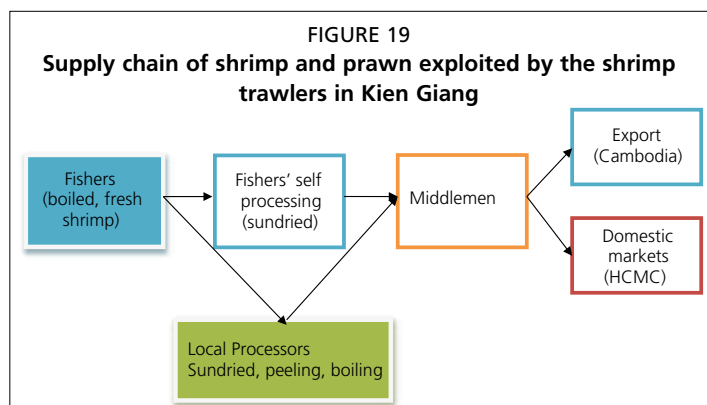 FIGURE 19
Supply chain of shrimp and prawn exploited by the shrimp
trawlers in Kien Giang
Fishers
(boiled, fresh
shrimp)
Fishers' self
processing
(sundried)
Middlemen
Export
(Cambodia)
Domestic
markets
(HCMC)
Local Processors
Sundried, peeling, boiling